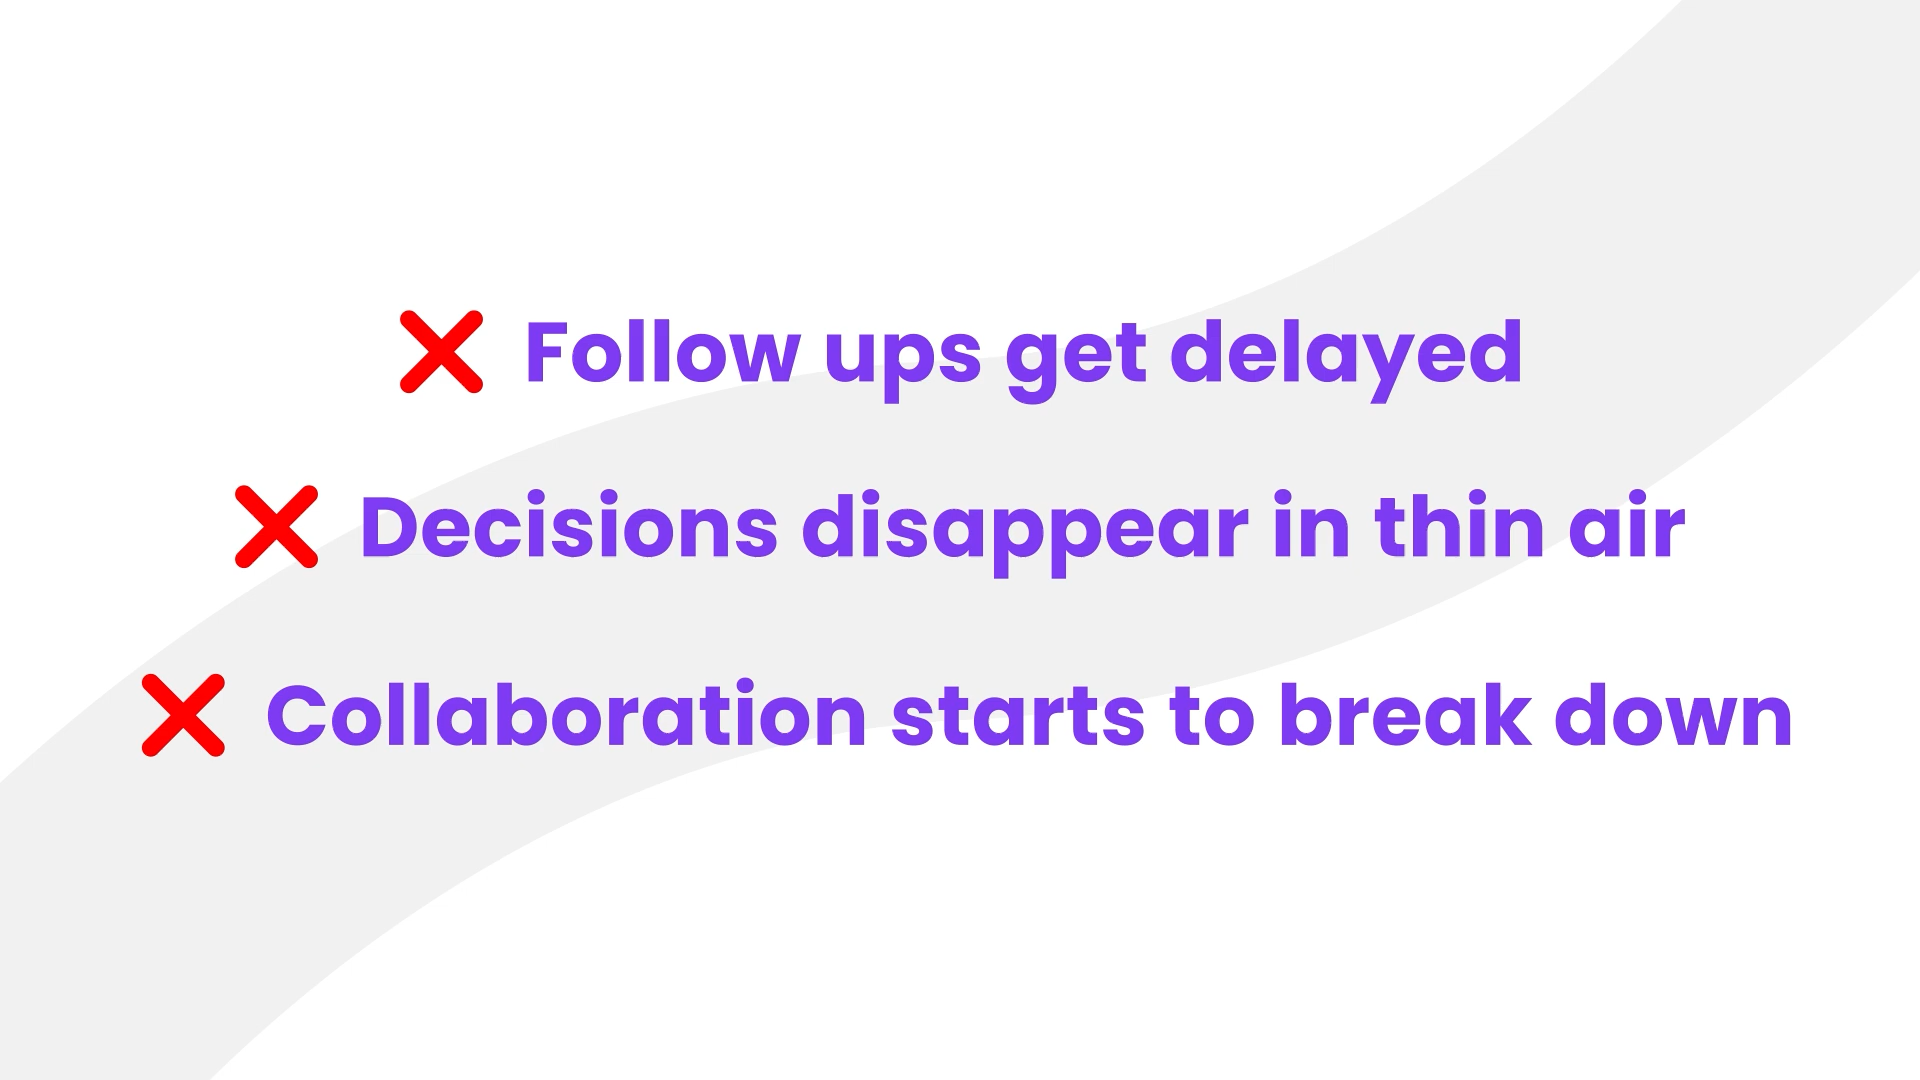 ❌ Follow ups get delayed
❌ Decisions disappear in thin air
❌ Collaboration starts to break down